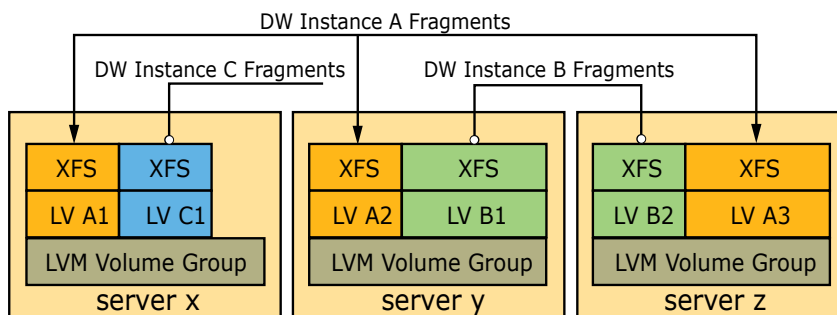 DW Instance A Fragments
DW Instance C Fragments
DW Instance B Fragments
XFS XFS
LV A1 LV C1
LVM Volume Group
server x
XFS XFS
LV A2 LV B1
LVM Volume Group
server y
XFS XFS
LV B2 LV A3
LVM Volume Group
server z